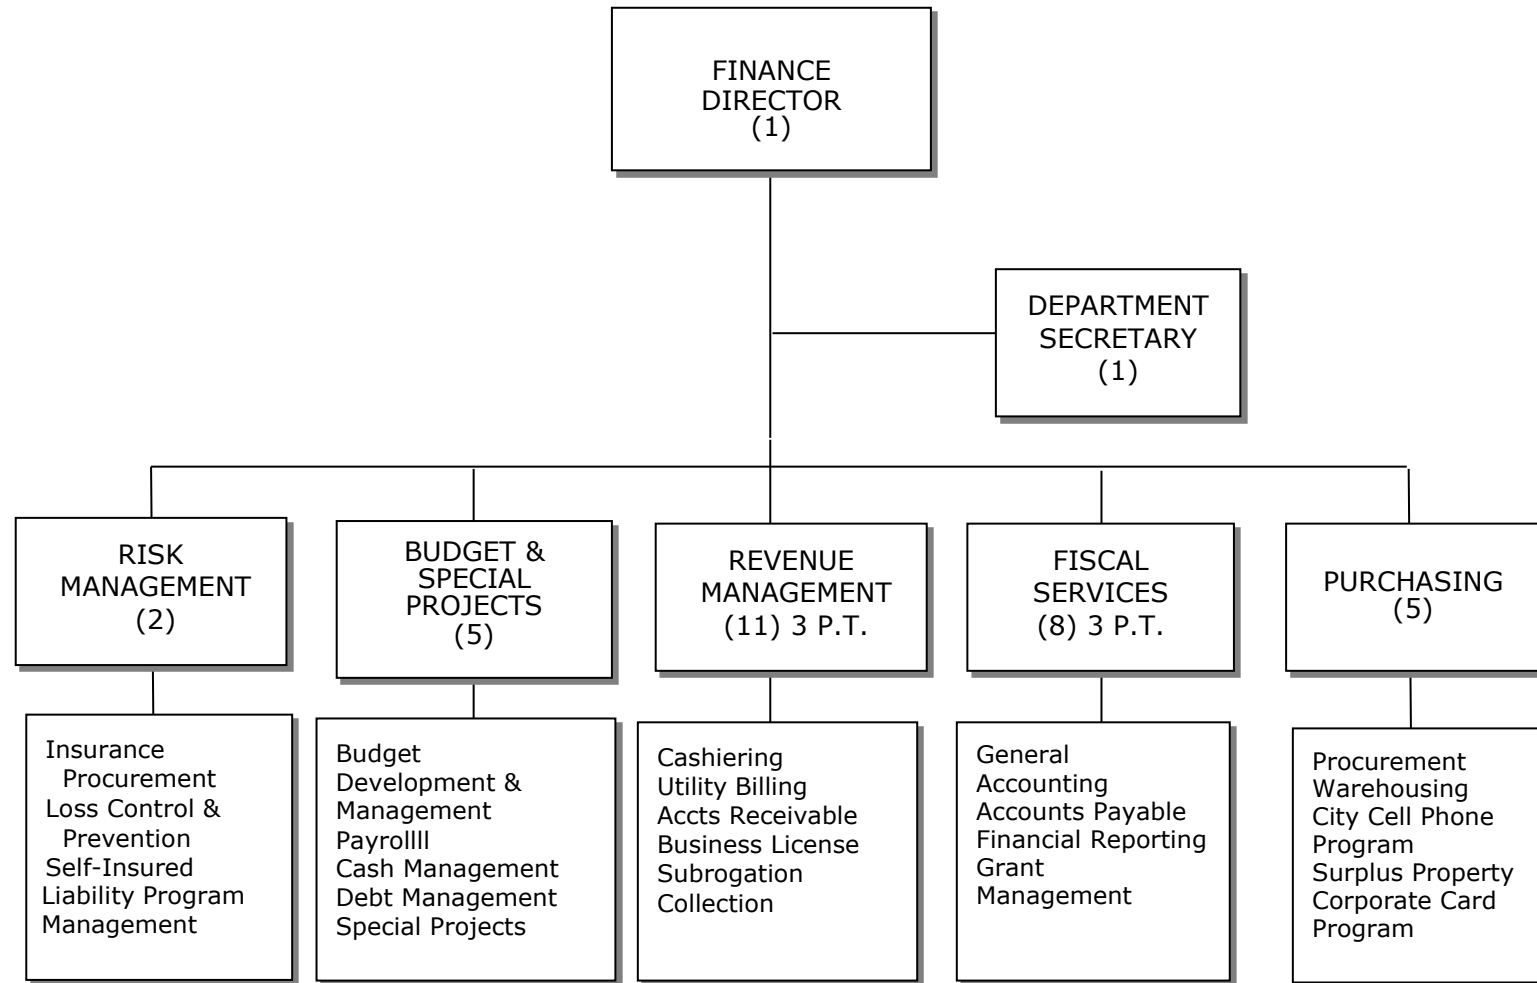 FINANCE
DIRECTOR
(1)
DEPARTMENT
SECRETARY
(1)
RISK
MANAGEMENT
(2)
BUDGET &
SPECIAL
PROJECTS
(5)
REVENUE
MANAGEMENT
(11) 3 P.T.
FISCAL
SERVICES
(8) 3 P.T.
PURCHASING
(5)
Insurance
Procurement
Loss Control &
Prevention
Self-Insured
Liability Program
Management
Budget
Development &
Management
Payrollll
Cash Management
Debt Management
Special Projects
Cashiering
Utility Billing
Accts Receivable
Business License
Subrogation
Collection
General
Accounting
Accounts Payable
Financial Reporting
Grant
Management
Procurement
Warehousing
City Cell Phone
Program
Surplus Property
Corporate Card
Program